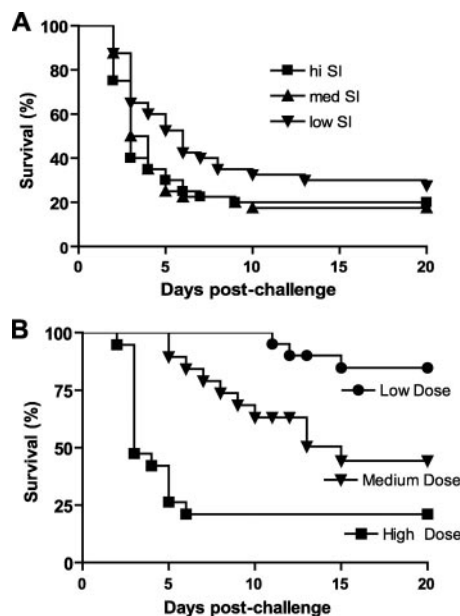 A
100
80
60
40
20
0
Survival (%)
hi SI
med SI
low SI
0 5 10 15 20
Days post-challenge
B
100
75
50
25
0
Survival (%)
Low Dose
Medium Dose
High Dose
0 5 10 15 20
Days post-challenge